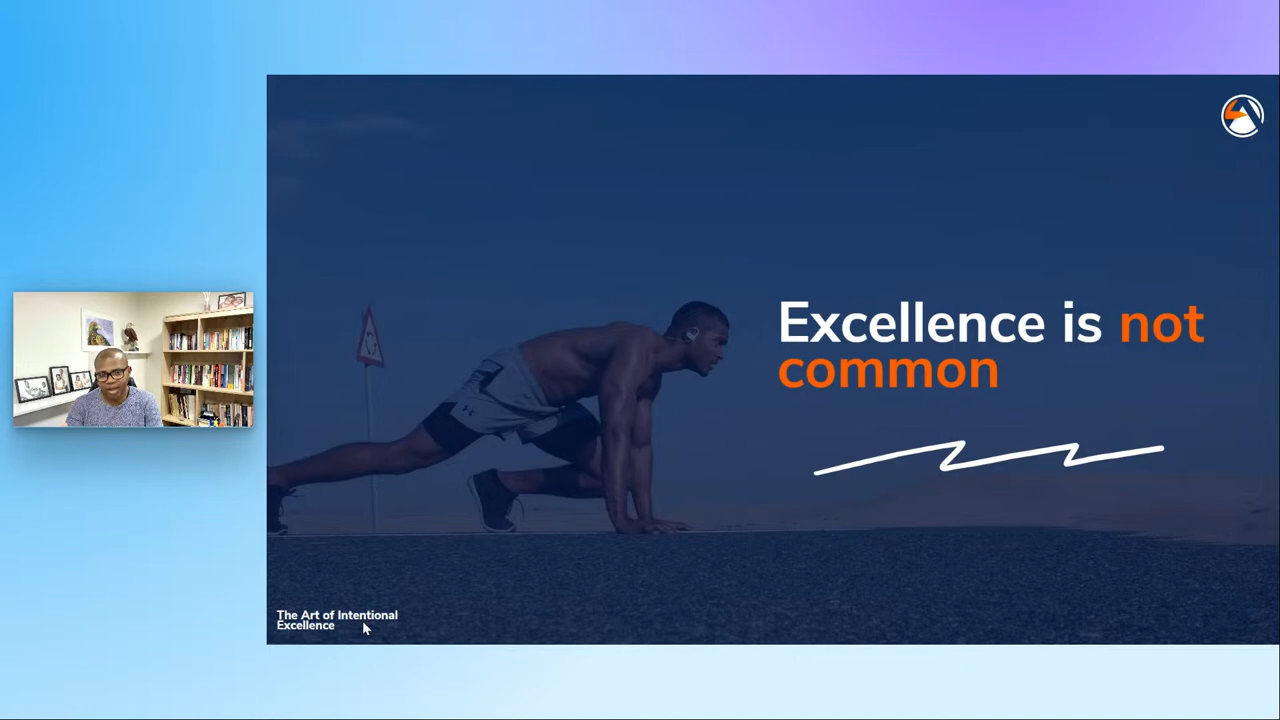 Excellence is not
common
The Art of Intentional
Excellence